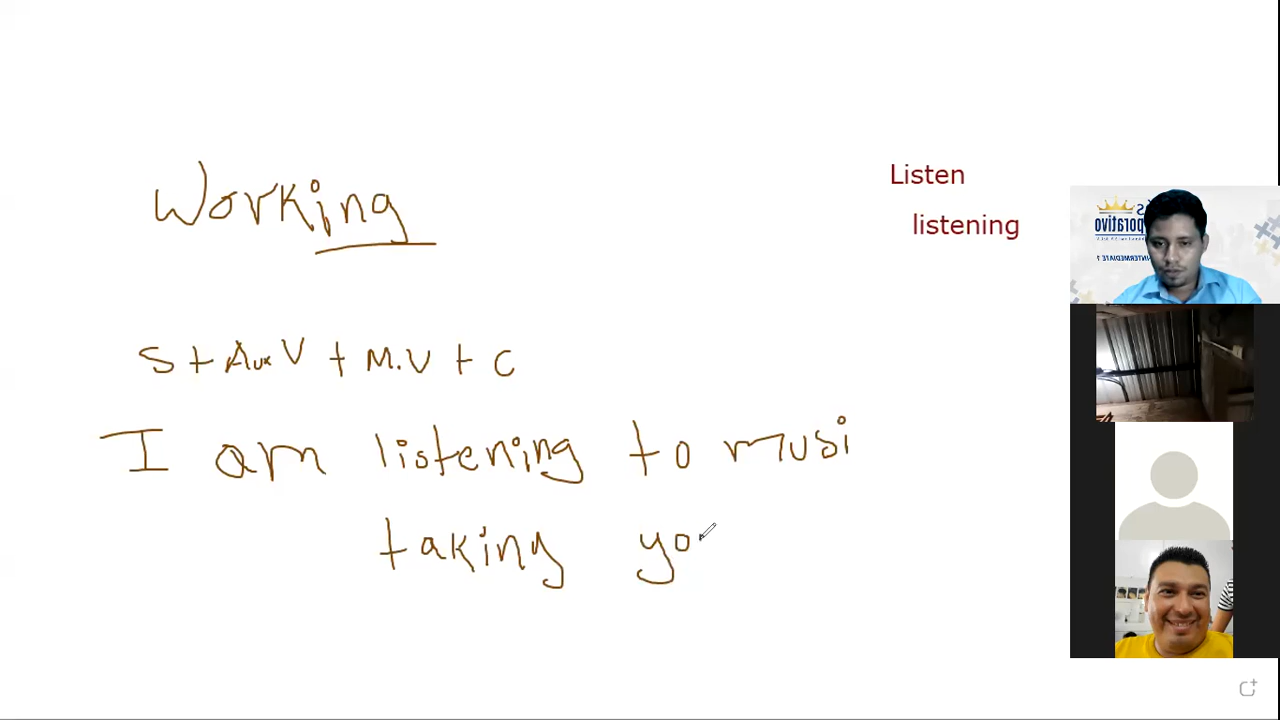 Working
Listen
listening
S + Aux V + M.V + C
I am listening to musi
taking yo